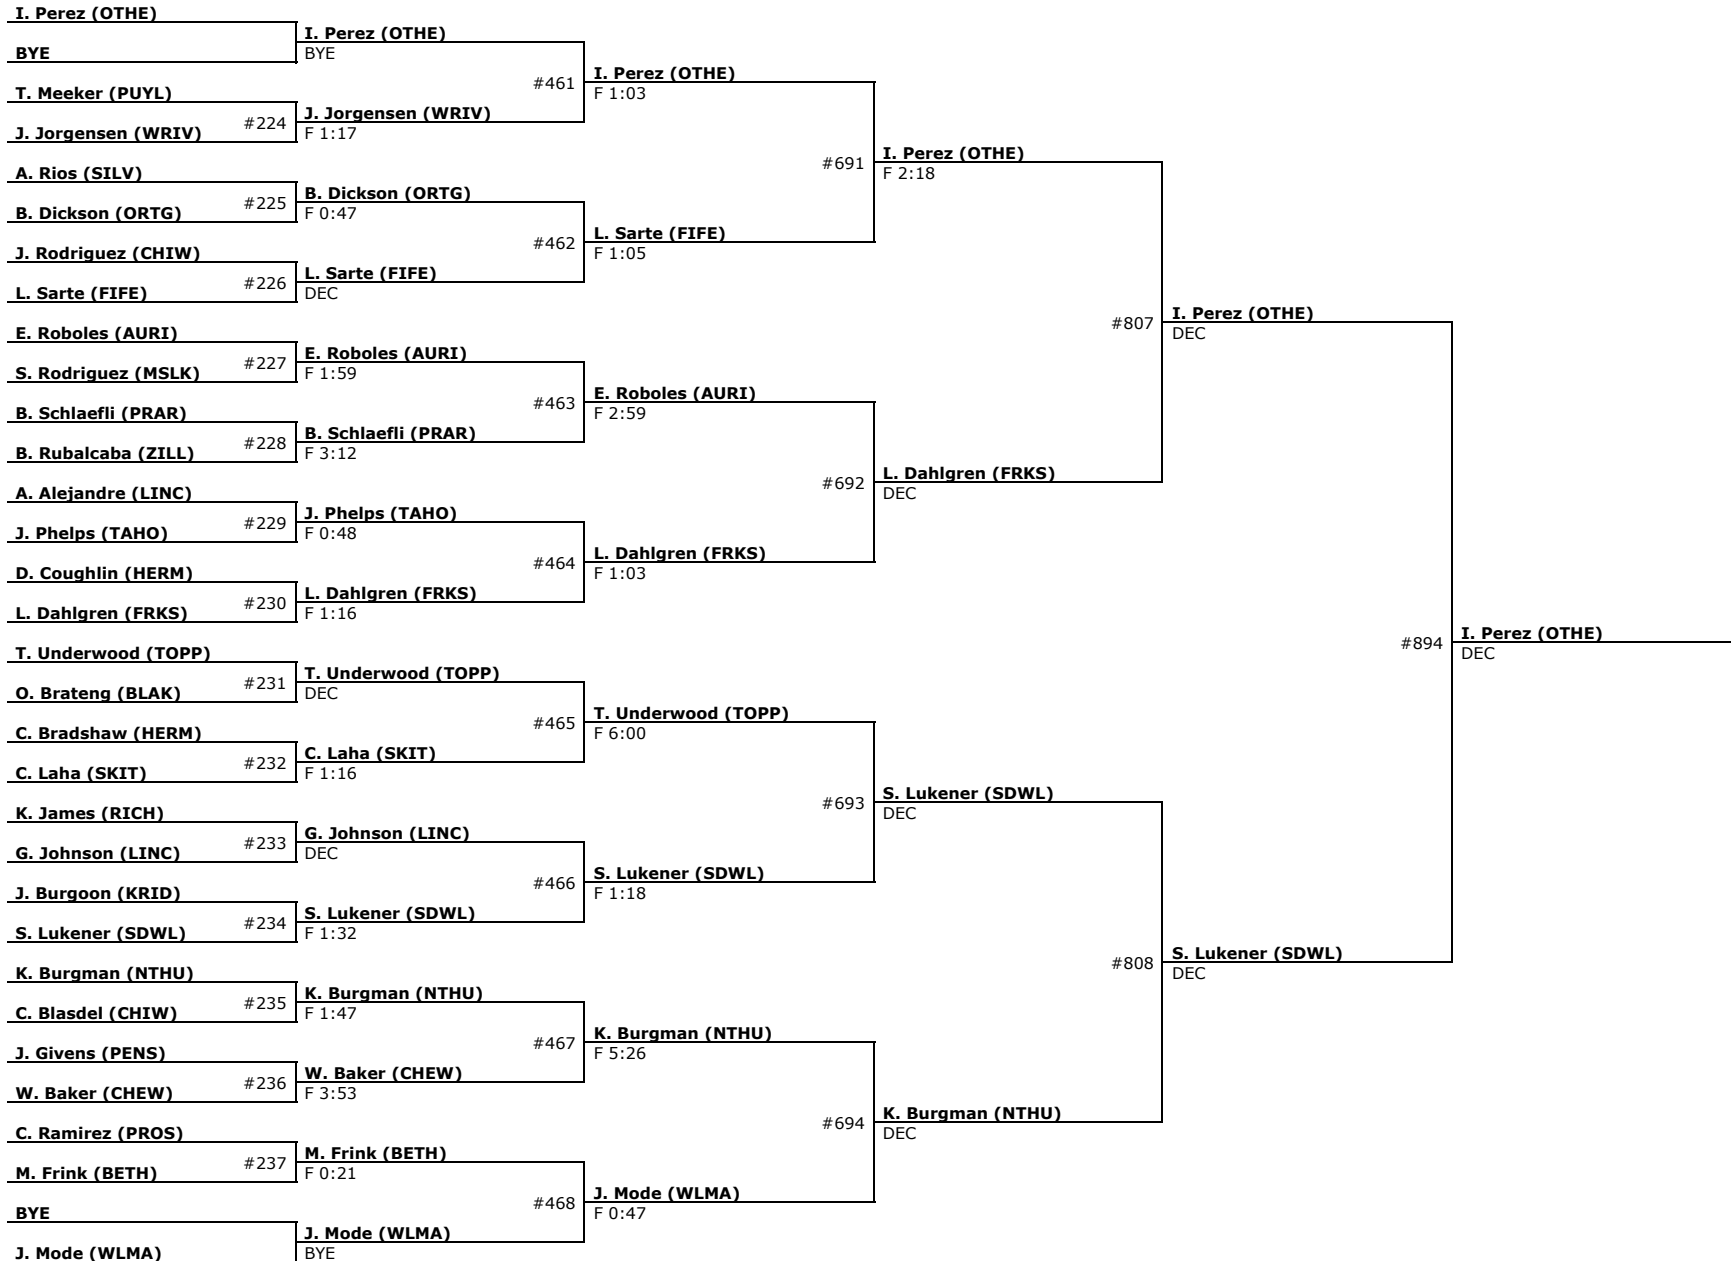 I. Perez (OTHE)
BYE
T. Meeker (PUYL)
J. Jorgensen (WRIV)
A. Rios (SILV)
B. Dickson (ORTG)
J. Rodriguez (CHIW)
L. Sarte (FIFE)
E. Roboles (AURI)
S. Rodriguez (MSLK)
B. Schlaefli (PRAR)
B. Rubalcaba (ZILL)
A. Alejandre (LINC)
J. Phelps (TAHO)
D. Coughlin (HERM)
L. Dahlgren (FRKS)
T. Underwood (TOPP)
O. Brateng (BLAK)
C. Bradshaw (HERM)
C. Laha (SKIT)
K. James (RICH)
G. Johnson (LINC)
J. Burgoon (KRID)
S. Lukener (SDWL)
K. Burgman (NTHU)
C. Blasdel (CHIW)
J. Givens (PENS)
W. Baker (CHEW)
C. Ramirez (PROS)
M. Frink (BETH)
BYE
J. Mode (WLMA)
#224
#225
#226
#227
#228
#229
#230
#231
#232
#233
#234
#235
#236
#237
I. Perez (OTHE)
BYE
J. Jorgensen (WRIV)
F 1:17
B. Dickson (ORTG)
F 0:47
L. Sarte (FIFE)
DEC
E. Roboles (AURI)
F 1:59
B. Schlaefli (PRAR)
F 3:12
J. Phelps (TAHO)
F 0:48
L. Dahlgren (FRKS)
F 1:16
T. Underwood (TOPP)
DEC
C. Laha (SKIT)
F 1:16
G. Johnson (LINC)
DEC
S. Lukener (SDWL)
F 1:32
K. Burgman (NTHU)
F 1:47
W. Baker (CHEW)
F 3:53
M. Frink (BETH)
F 0:21
J. Mode (WLMA)
BYE
#461
#462
#463
#464
#465
#466
#467
#468
I. Perez (OTHE)
F 1:03
L. Sarte (FIFE)
F 1:05
E. Roboles (AURI)
F 2:59
L. Dahlgren (FRKS)
F 1:03
T. Underwood (TOPP)
F 6:00
S. Lukener (SDWL)
F 1:18
K. Burgman (NTHU)
F 5:26
J. Mode (WLMA)
F 0:47
#691
#692
#693
#694
I. Perez (OTHE)
F 2:18
L. Dahlgren (FRKS)
DEC
S. Lukener (SDWL)
DEC
K. Burgman (NTHU)
DEC
#807
#808
I. Perez (OTHE)
DEC
S. Lukener (SDWL)
DEC
#894
I. Perez (OTHE)
DEC